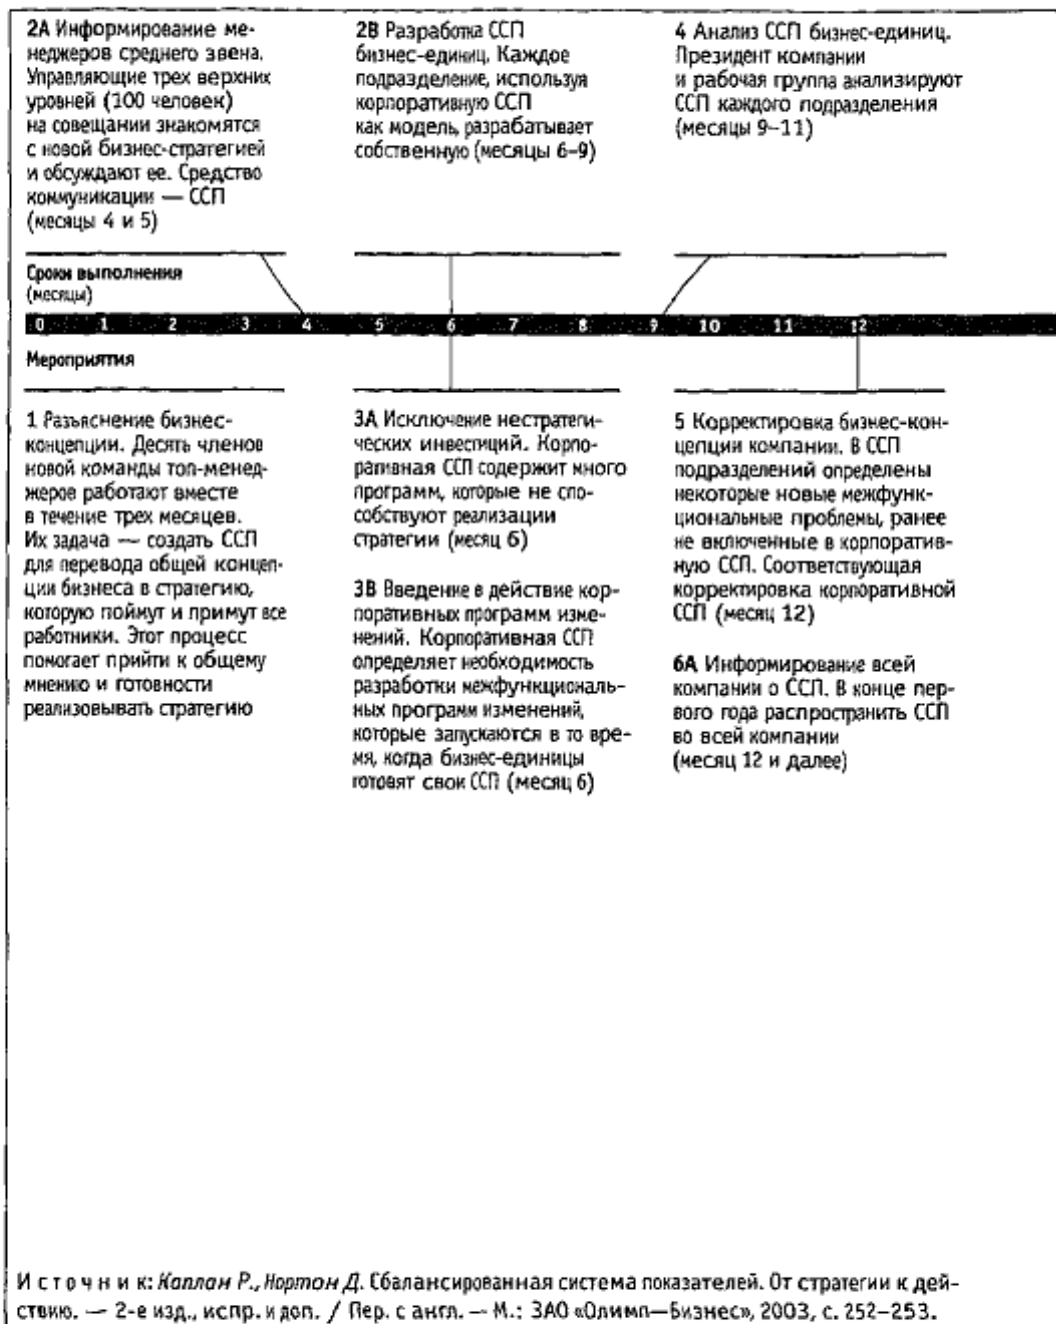 2А Информирование ме-
неджеров среднего звена.
Управляющие трех верхних
уровней (100 человек)
на совещании знакомятся
с новой бизнес-стратегией
и обсуждают ее. Средство
коммуникации — ССП
(месяцы 4 и 5)
2В Разработка ССП
бизнес-единиц. Каждое
подразделение, используя
корпоративную ССП
как модель, разрабатывает
собственную (месяцы 6–9)
4 Анализ ССП бизнес-единиц.
Президент компании
и рабочая группа анализируют
ССП каждого подразделения
(месяцы 9–11)
Сроки выполнения
(месяцы)
0 1 2 3 4 5 6 7 8 9 10 11 12
Мероприятия
1 Разъяснение бизнес-
концепции. Десять членов
новой команды топ-менед-
жеров работают вместе
в течение трех месяцев.
Их задача — создать ССП
для перевода общей концеп-
ции бизнеса в стратегию,
которую поймут и примут все
работники. Этот процесс
помогает прийти к общему
мнению и готовности
реализовывать стратегию
3А Исключение нестратеги-
ческих инвестиций. Корпо-
ративная ССП содержит много
программ, которые не спо-
собствуют реализации
стратегии (месяц 6)
3В Введение в действие кор-
поративных программ изме-
нений. Корпоративная ССП
определяет необходимость
разработки межфункциональ-
ных программ изменений,
которые запускаются в то вре-
мя, когда бизнес-единицы
готовят свои ССП (месяц 6)
5 Корректировка бизнес-кон-
цепции компании. В ССП
подразделений определены
некоторые новые межфунк-
циональные проблемы, ранее
не включенные в корпоратив-
ную ССП. Соответствующая
корректировка корпоративной
ССП (месяц 12)
6А Информирование всей
компании о ССП. В конце пер-
вого года распространить ССП
во всей компании
(месяц 12 и далее)
Источник: Каплан Р., Нортон Д. Сбалансированная система показателей. От стратегии к дей-
ствию. — 2-е изд., испр. и доп. / Пер. с англ. — М.: ЗАО «Олимп—Бизнес», 2003, с. 252–253.